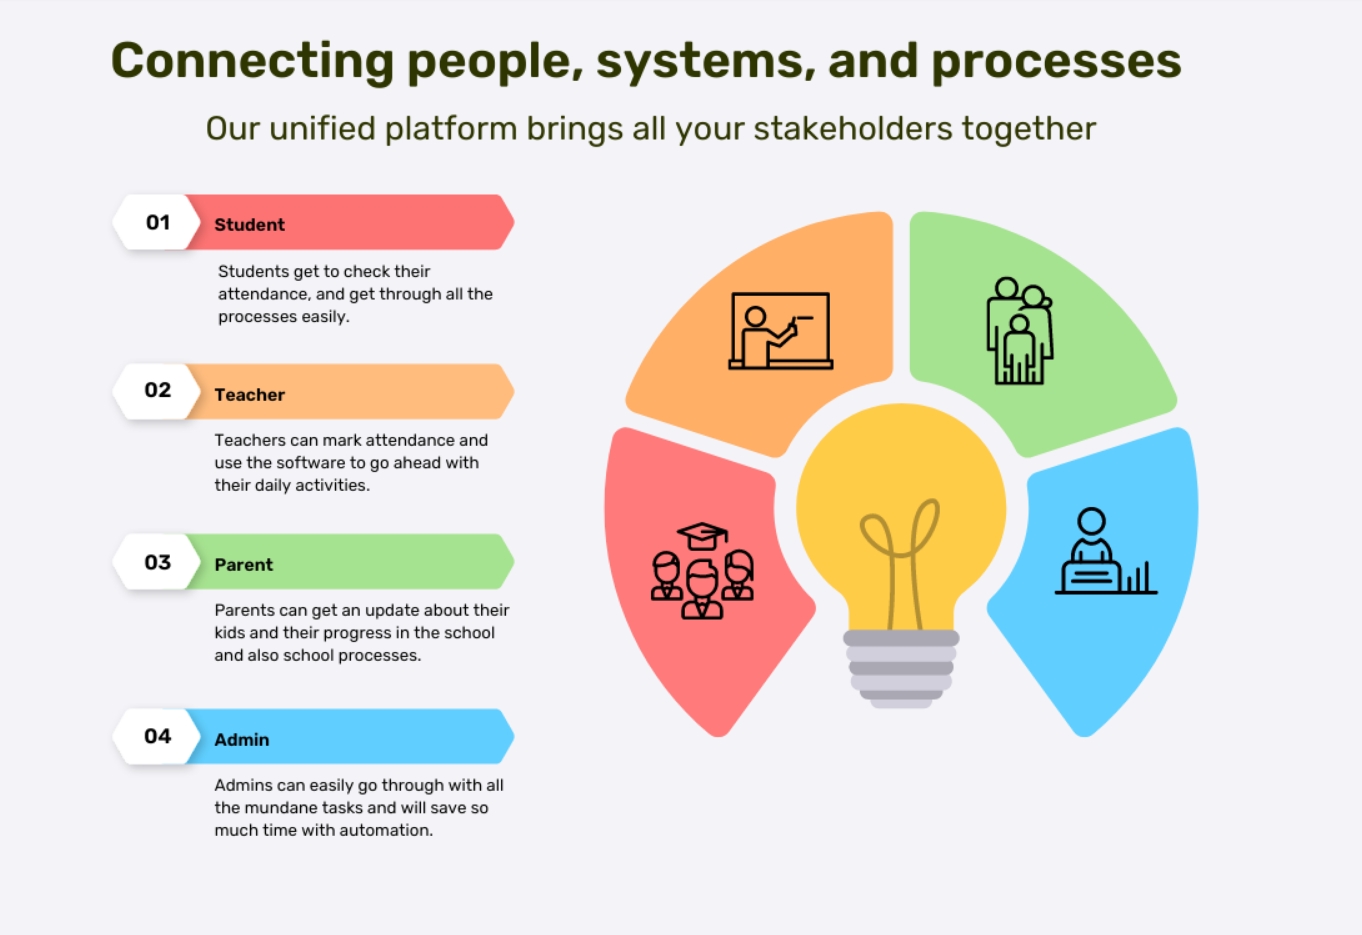 Connecting people, systems, and processes
Our unified platform brings all your stakeholders together
01
Student
Students get to check their
attendance, and get through all the
processes easily.
02
Teacher
Teachers can mark attendance and
use the software to go ahead with
their daily activities.
03
Parent
Parents can get an update about their
kids and their progress in the school
and also school processes.
04
Admin
Admins can easily go through with all
the mundane tasks and will save so
much time with automation.